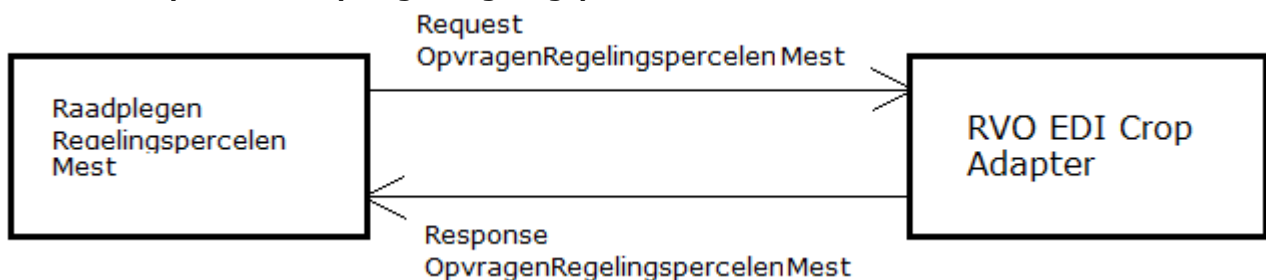 Request
OpvragenRegelingspercelen Mest
Raadplegen
Regelingspercelen
Mest
RVO EDI Crop
Adapter
Response
OpvragenRegelingspercelenMest